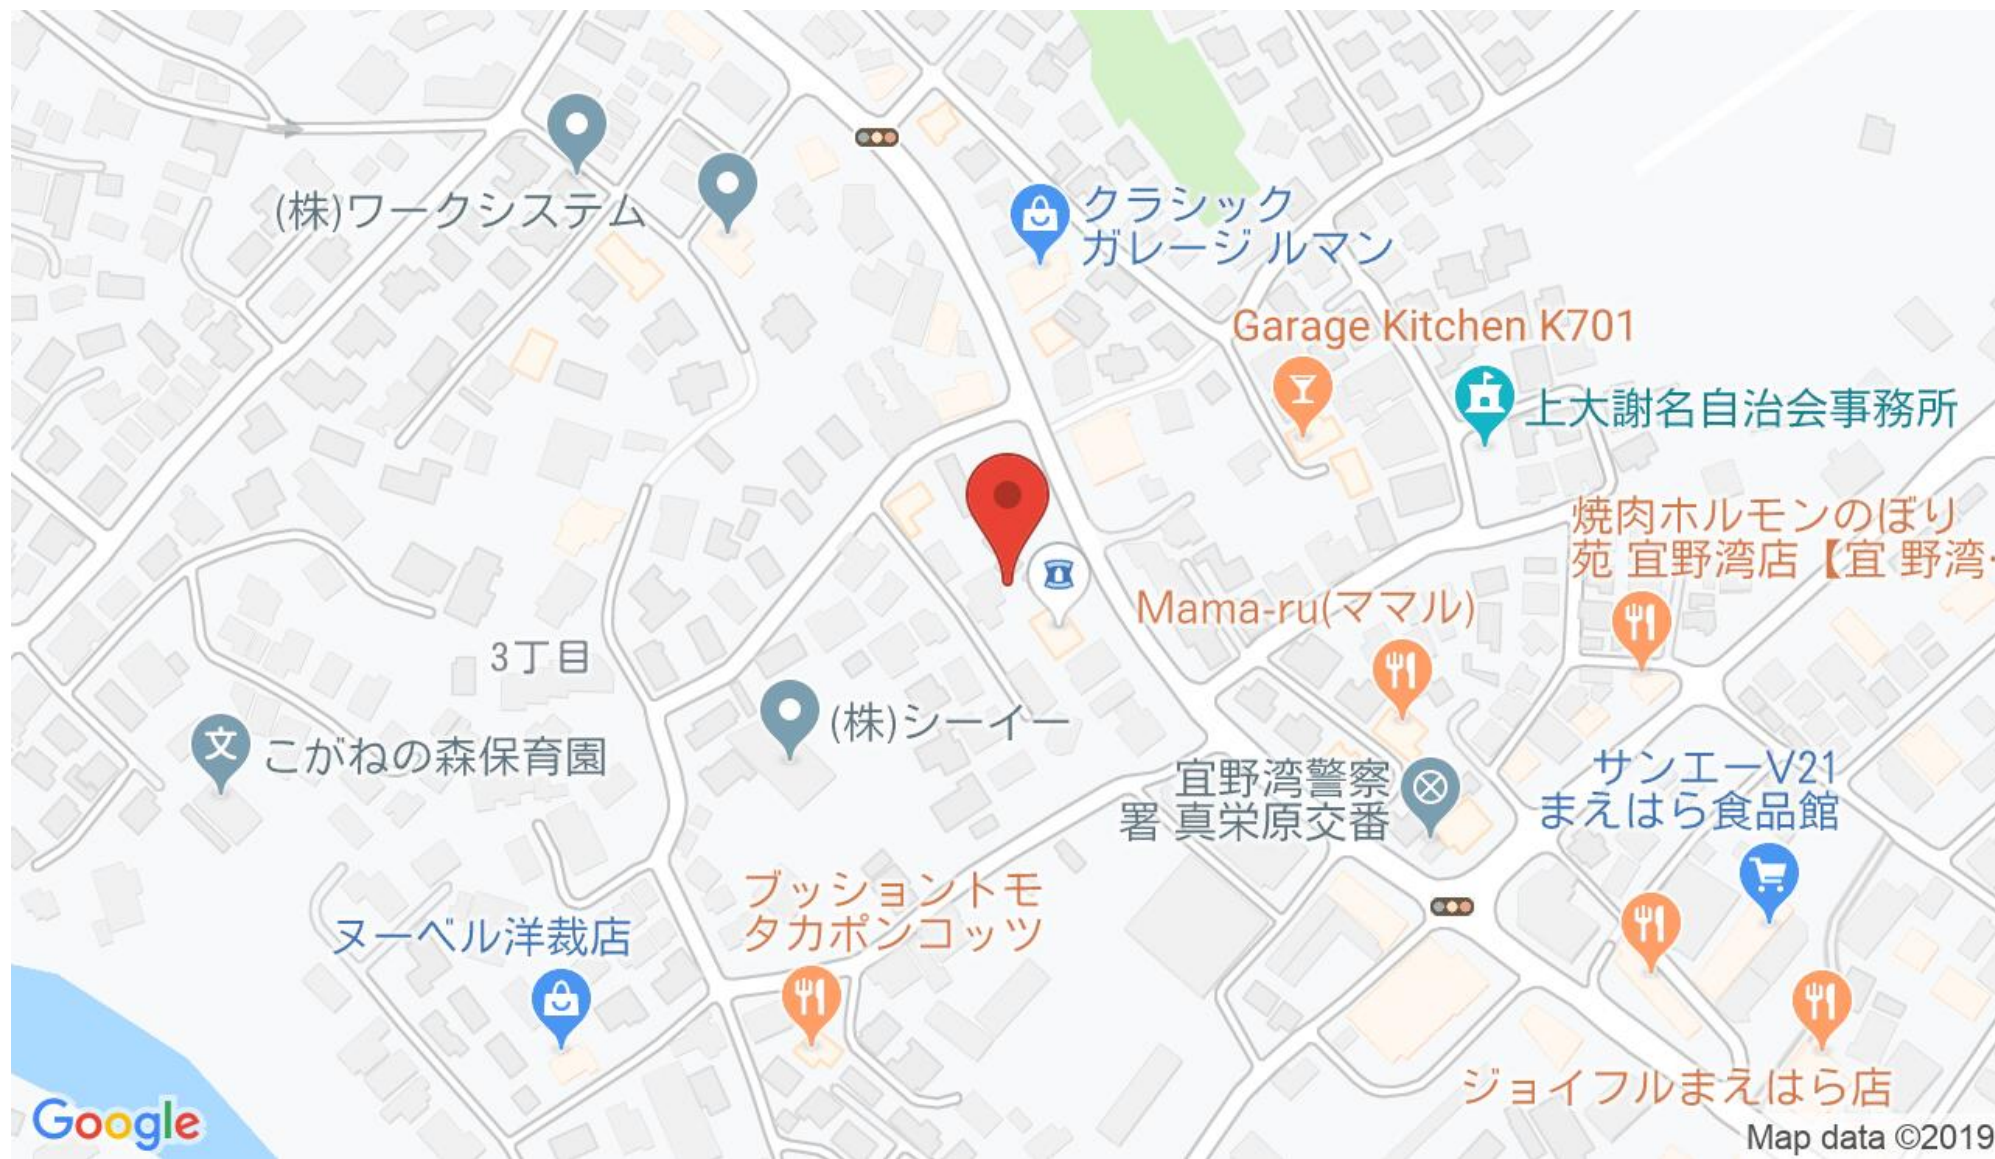 (株)ワークシステム
クラシック
ガレージ ルマン
Garage Kitchen K701
上大謝名自治会事務所
焼肉ホルモンのぼり
苑 宜野湾店【宜 野湾・
Mama-ru(ママル)
3丁目
(株)シーイー
文
こがねの森保育園
宜野湾警察
署 真栄原交番
サンエーV21
まえはら食品館
ブッショントモ
タカポンコッツ
ヌーベル洋裁店
ジョイフルまえはら店
Google
Map data ©2019